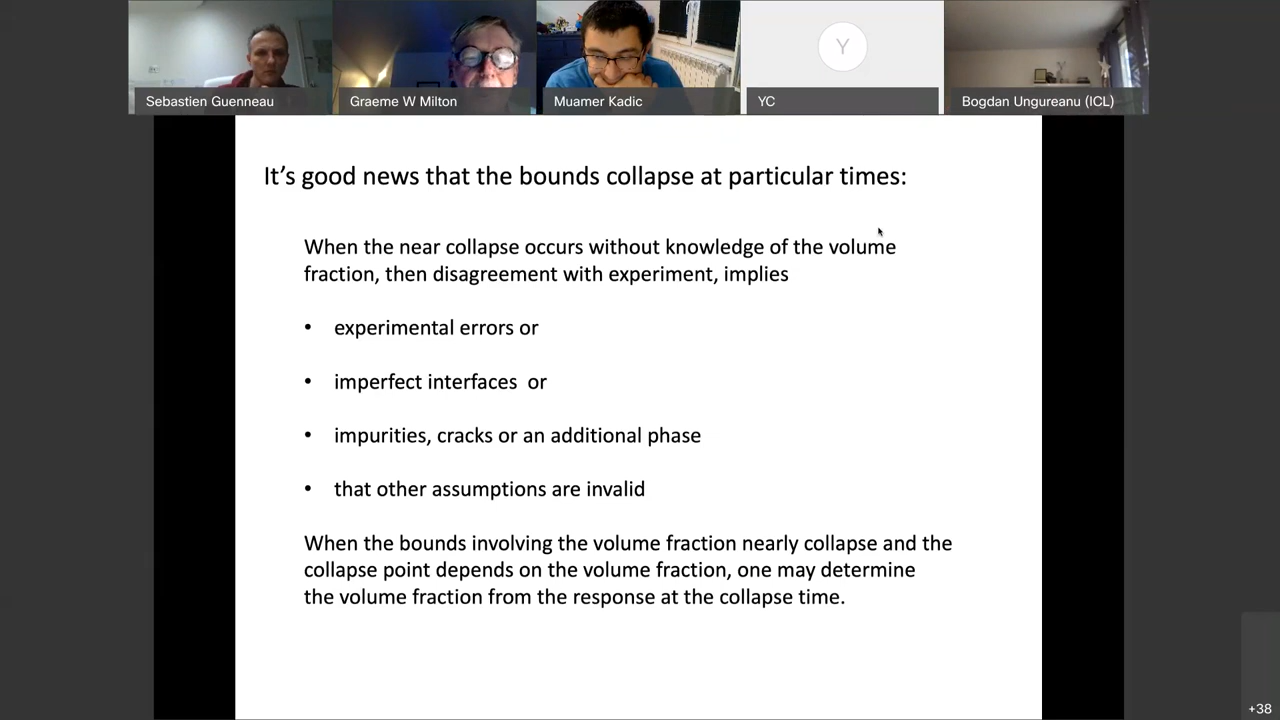 Sebastien Guenneau
Graeme W Milton
Muamer Kadic
Y
YC
Bogdan Ungureanu (ICL)
It's good news that the bounds collapse at particular times:
When the near collapse occurs without knowledge of the volume
fraction, then disagreement with experiment, implies
• experimental errors or
• imperfect interfaces or
• impurities, cracks or an additional phase
• that other assumptions are invalid
When the bounds involving the volume fraction nearly collapse and the
collapse point depends on the volume fraction, one may determine
the volume fraction from the response at the collapse time.
+38